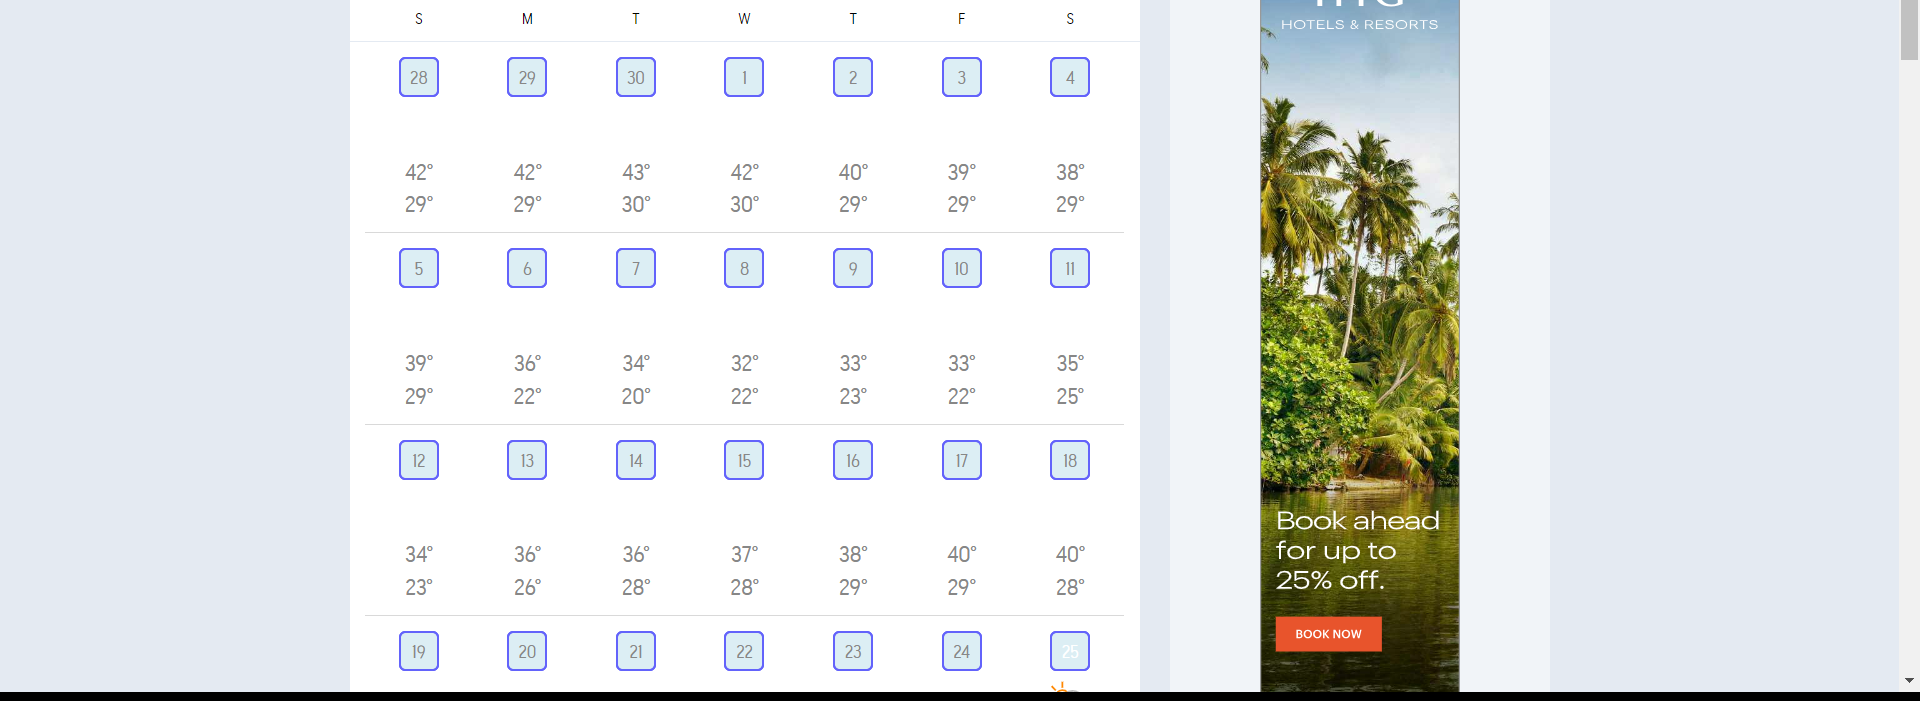 S M T W T F S
28 29 30 1 2 3 4
42° 42° 43° 42° 40° 39° 38°
29° 29° 30° 30° 29° 29° 29°
5 6 7 8 9 10 11
39° 36° 34° 32° 33° 33° 35°
29° 22° 20° 22° 23° 22° 25°
12 13 14 15 16 17 18
34° 36° 36° 37° 38° 40° 40°
23° 26° 28° 28° 29° 29° 28°
19 20 21 22 23 24 25
HOTELS & RESORTS
Book ahead
for up to
25% off.
BOOK NOW